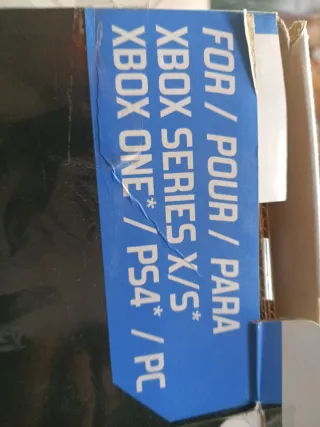 FOR / POUR / PARA
XBOX SERIES X/S*
XBOX ONE* / PS4* / PC